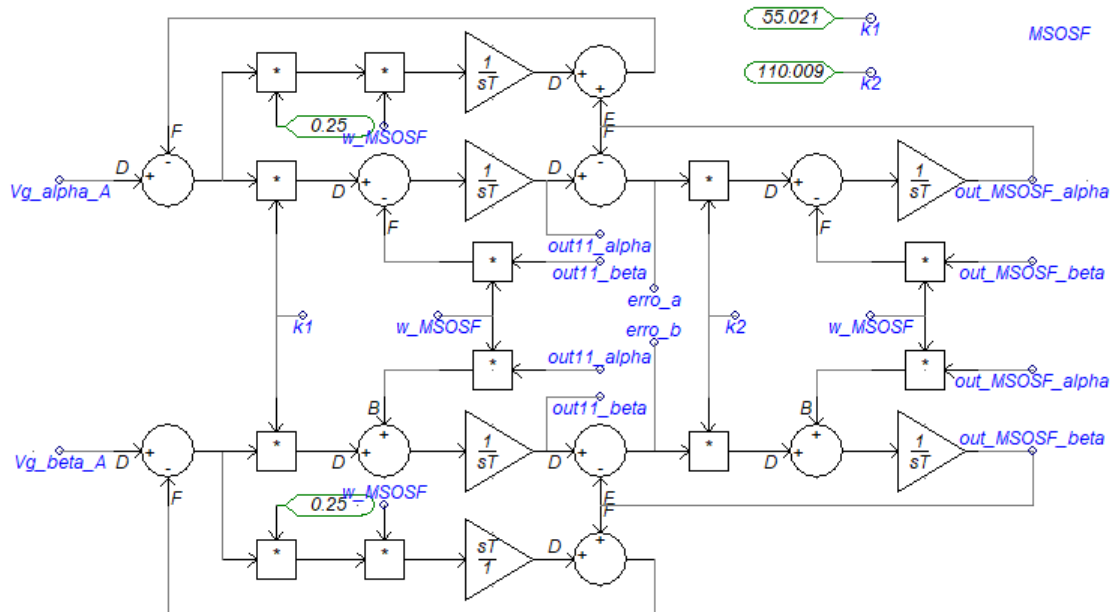 55.021
k1
MSOSF
110.009
k2
* * 1 sT D + +
F 0.25 w_MSOSF F F
D + - * D + - 1 sT D + - * D + - 1 sT
Vg_alpha_A out_MSOSF_alpha
F F
out11_alpha
* out11_beta * out_MSOSF_beta
erro_a
k1 w_MSOSF k2 w_MSOSF
erro_b
* out11_alpha * out_MSOSF_alpha
B out11_beta B
D + - * D + + 1 sT D + - * D + + 1 sT out_MSOSF_beta
Vg_beta_A
F 0.25 w_MSOSF F F
* * sT 1 D + +